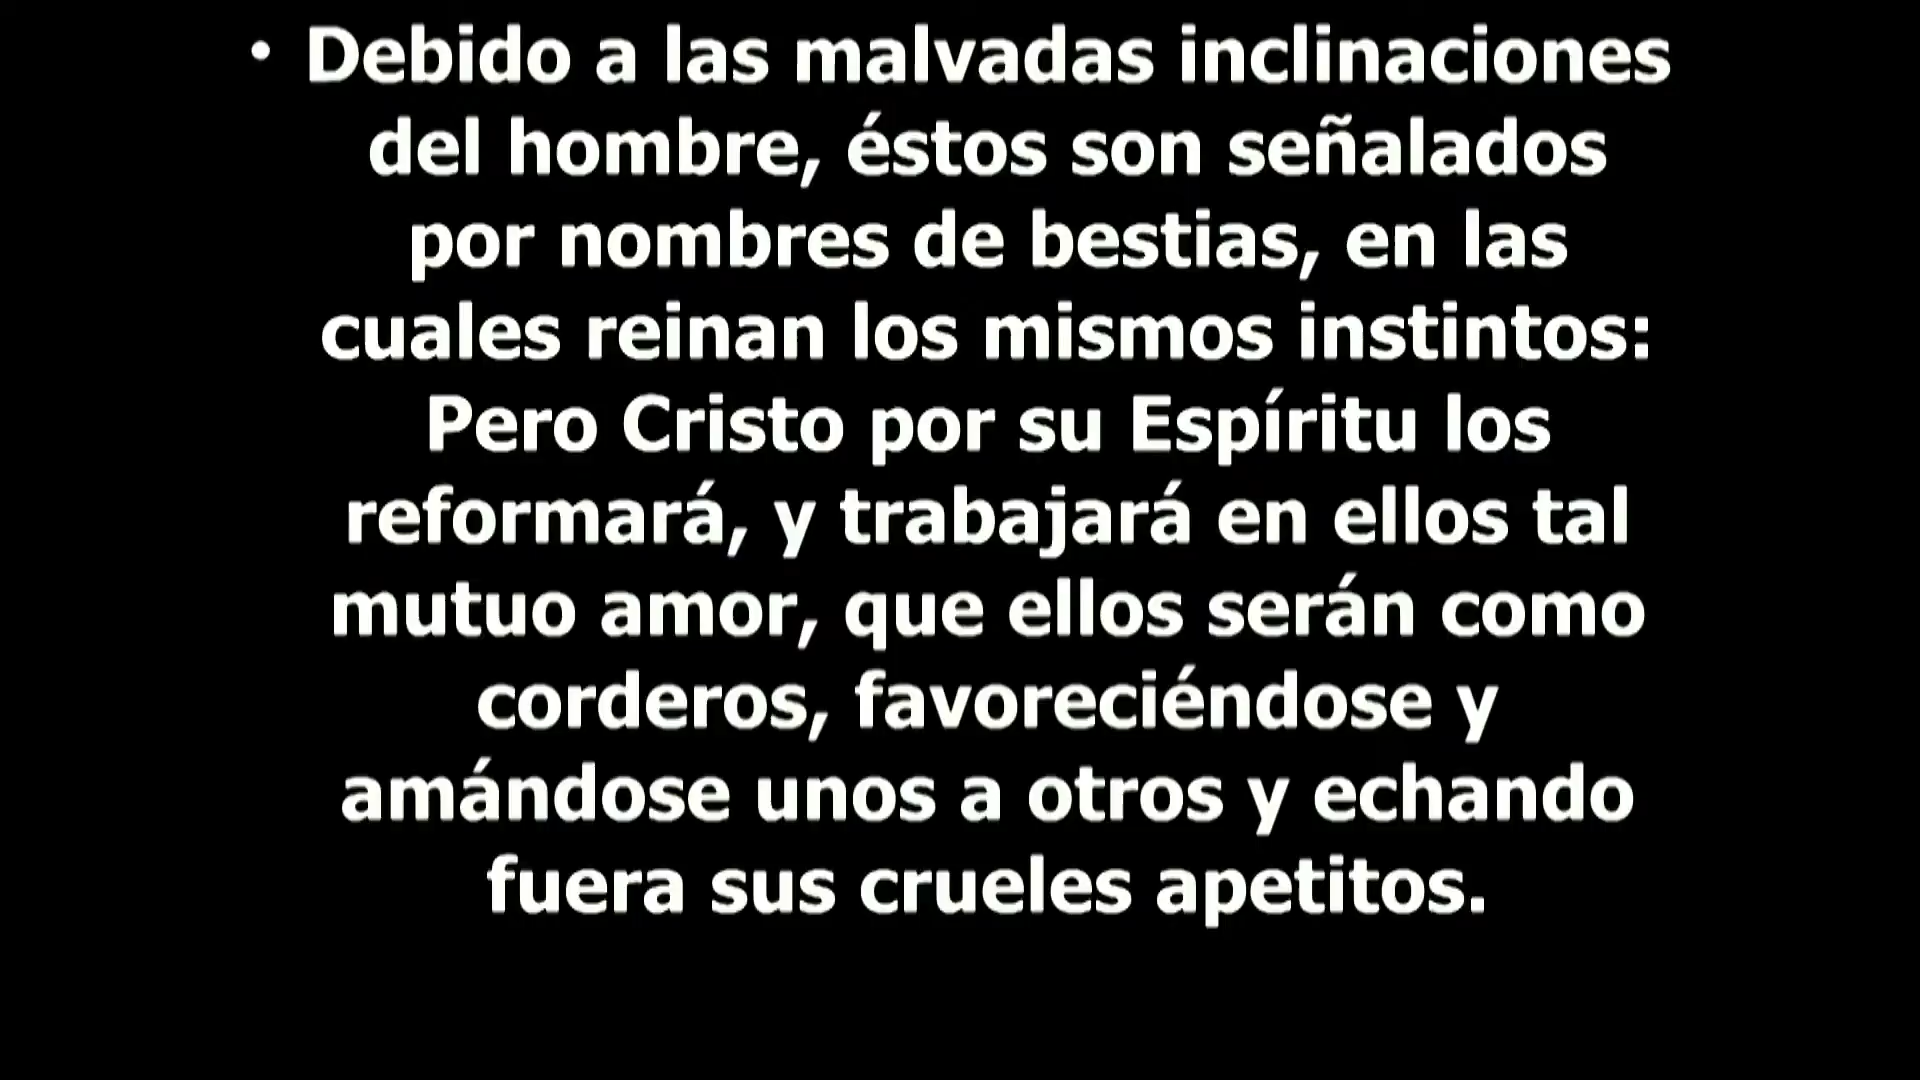 • Debido a las malvadas inclinaciones
del hombre, éstos son señalados
por nombres de bestias, en las
cuales reinan los mismos instintos:
Pero Cristo por su Espíritu los
reformará, y trabajará en ellos tal
mutuo amor, que ellos serán como
corderos, favoreciéndose y
amándose unos a otros y echando
fuera sus crueles apetitos.